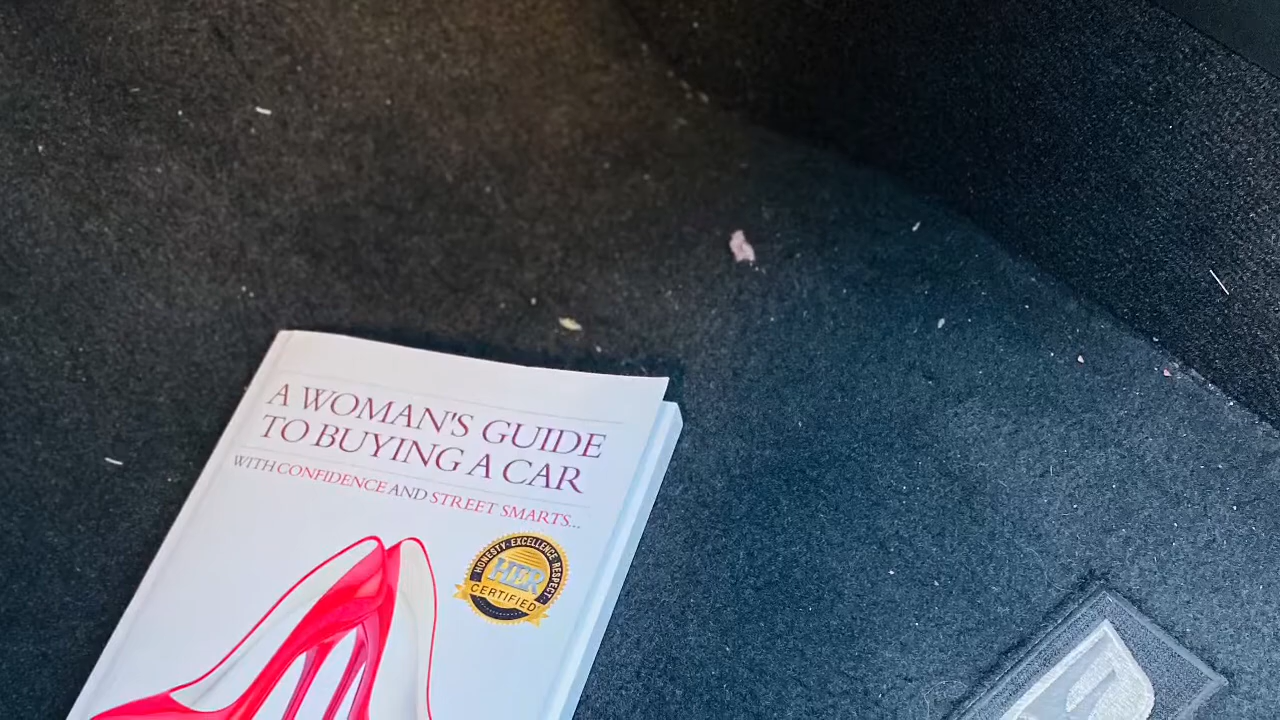 A WOMAN'S GUIDE
TO BUYING A CAR
WITH CONFIDENCE AND STREET SMARTS...
HONESTY·EXCELLENCE·RESPECT
HER
CERTIFIED